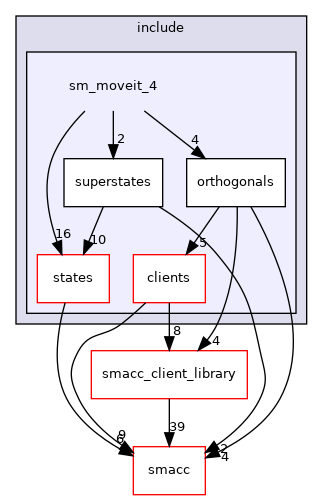 include
sm_moveit_4
2
4
superstates
orthogonals
16
10
5
states
clients
8
4
smacc_client_library
39
9
6
2
4
smacc